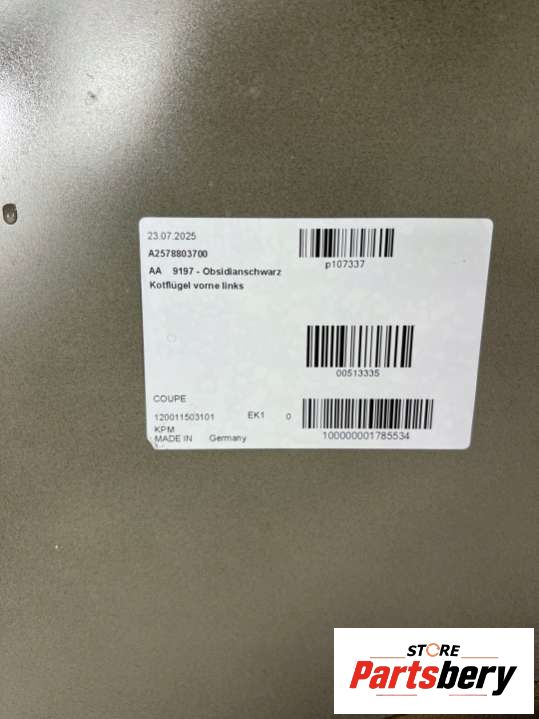 23.07.2025
p107337
A2578803700
AA 9197 - Obsidianschwarz
Kotflügel vorne links
00513335
COUPE
120011503101 EK1 0
KPM
100000001785534
MADE IN Germany
STORE
Partsbery